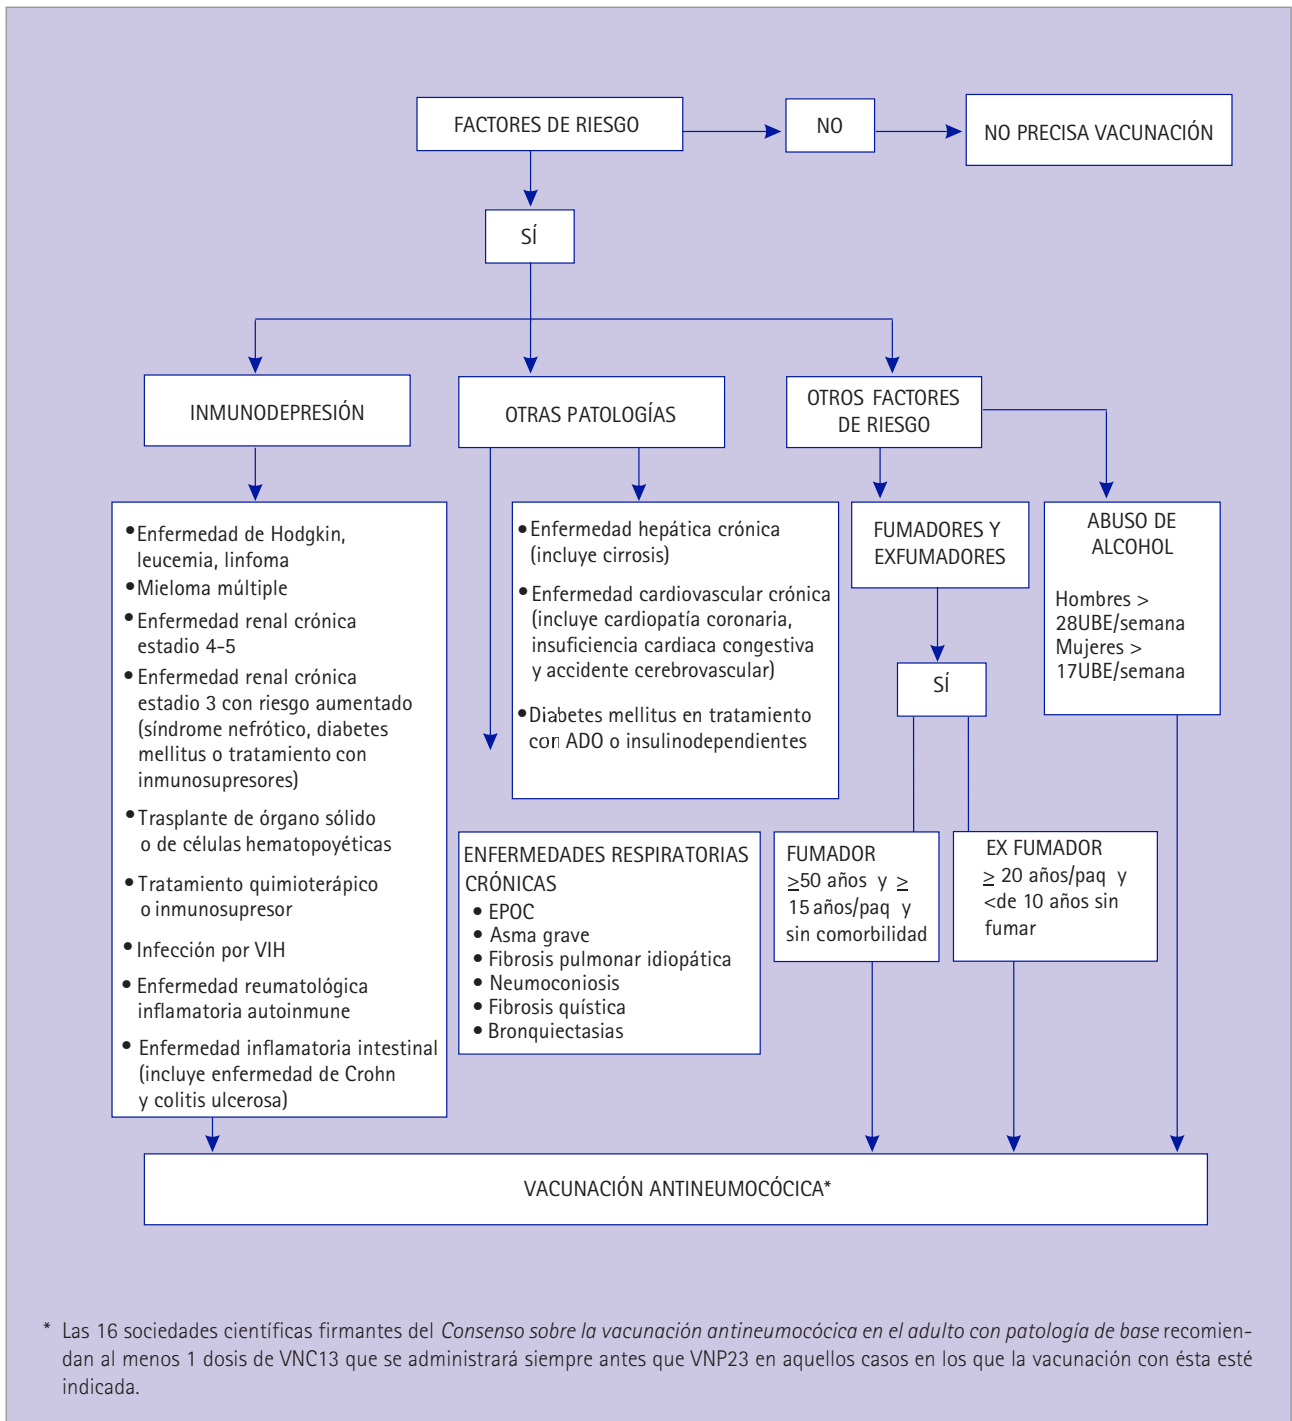 FACTORES DE RIESGO
NO
NO PRECISA VACUNACIÓN
SÍ
INMUNODEPRESIÓN
OTRAS PATOLOGÍAS
OTROS FACTORES
DE RIESGO
• Enfermedad de Hodgkin,
leucemia, linfoma
• Mieloma múltiple
• Enfermedad renal crónica
estadio 4-5
• Enfermedad renal crónica
estadio 3 con riesgo aumentado
(síndrome nefrótico, diabetes
mellitus o tratamiento con
inmunosupresores)
• Trasplante de órgano sólido
o de células hematopoyéticas
• Tratamiento quimioterápico
o inmunosupresor
• Infección por VIH
• Enfermedad reumatológica
inflamatoria autoinmune
• Enfermedad inflamatoria intestinal
(incluye enfermedad de Crohn
y colitis ulcerosa)
• Enfermedad hepática crónica
(incluye cirrosis)
• Enfermedad cardiovascular crónica
(incluye cardiopatía coronaria,
insuficiencia cardiaca congestiva
y accidente cerebrovascular)
• Diabetes mellitus en tratamiento
con ADO o insulinodependientes
ENFERMEDADES RESPIRATORIAS
CRÓNICAS
• EPOC
• Asma grave
• Fibrosis pulmonar idiopática
• Neumoconiosis
• Fibrosis quística
• Bronquiectasias
FUMADORES Y
EXFUMADORES
SÍ
FUMADOR
≥50 años y ≥
15 años/paq y
sin comorbilidad
EX FUMADOR
≥ 20 años/paq y
<de 10 años sin
fumar
ABUSO DE
ALCOHOL
Hombres >
28UBE/semana
Mujeres >
17UBE/semana
VACUNACIÓN ANTINEUMOCÓCICA*
* Las 16 sociedades científicas firmantes del Consenso sobre la vacunación antineumocócica en el adulto con patología de base recomien-
dan al menos 1 dosis de VNC13 que se administrará siempre antes que VNP23 en aquellos casos en los que la vacunación con ésta esté
indicada.